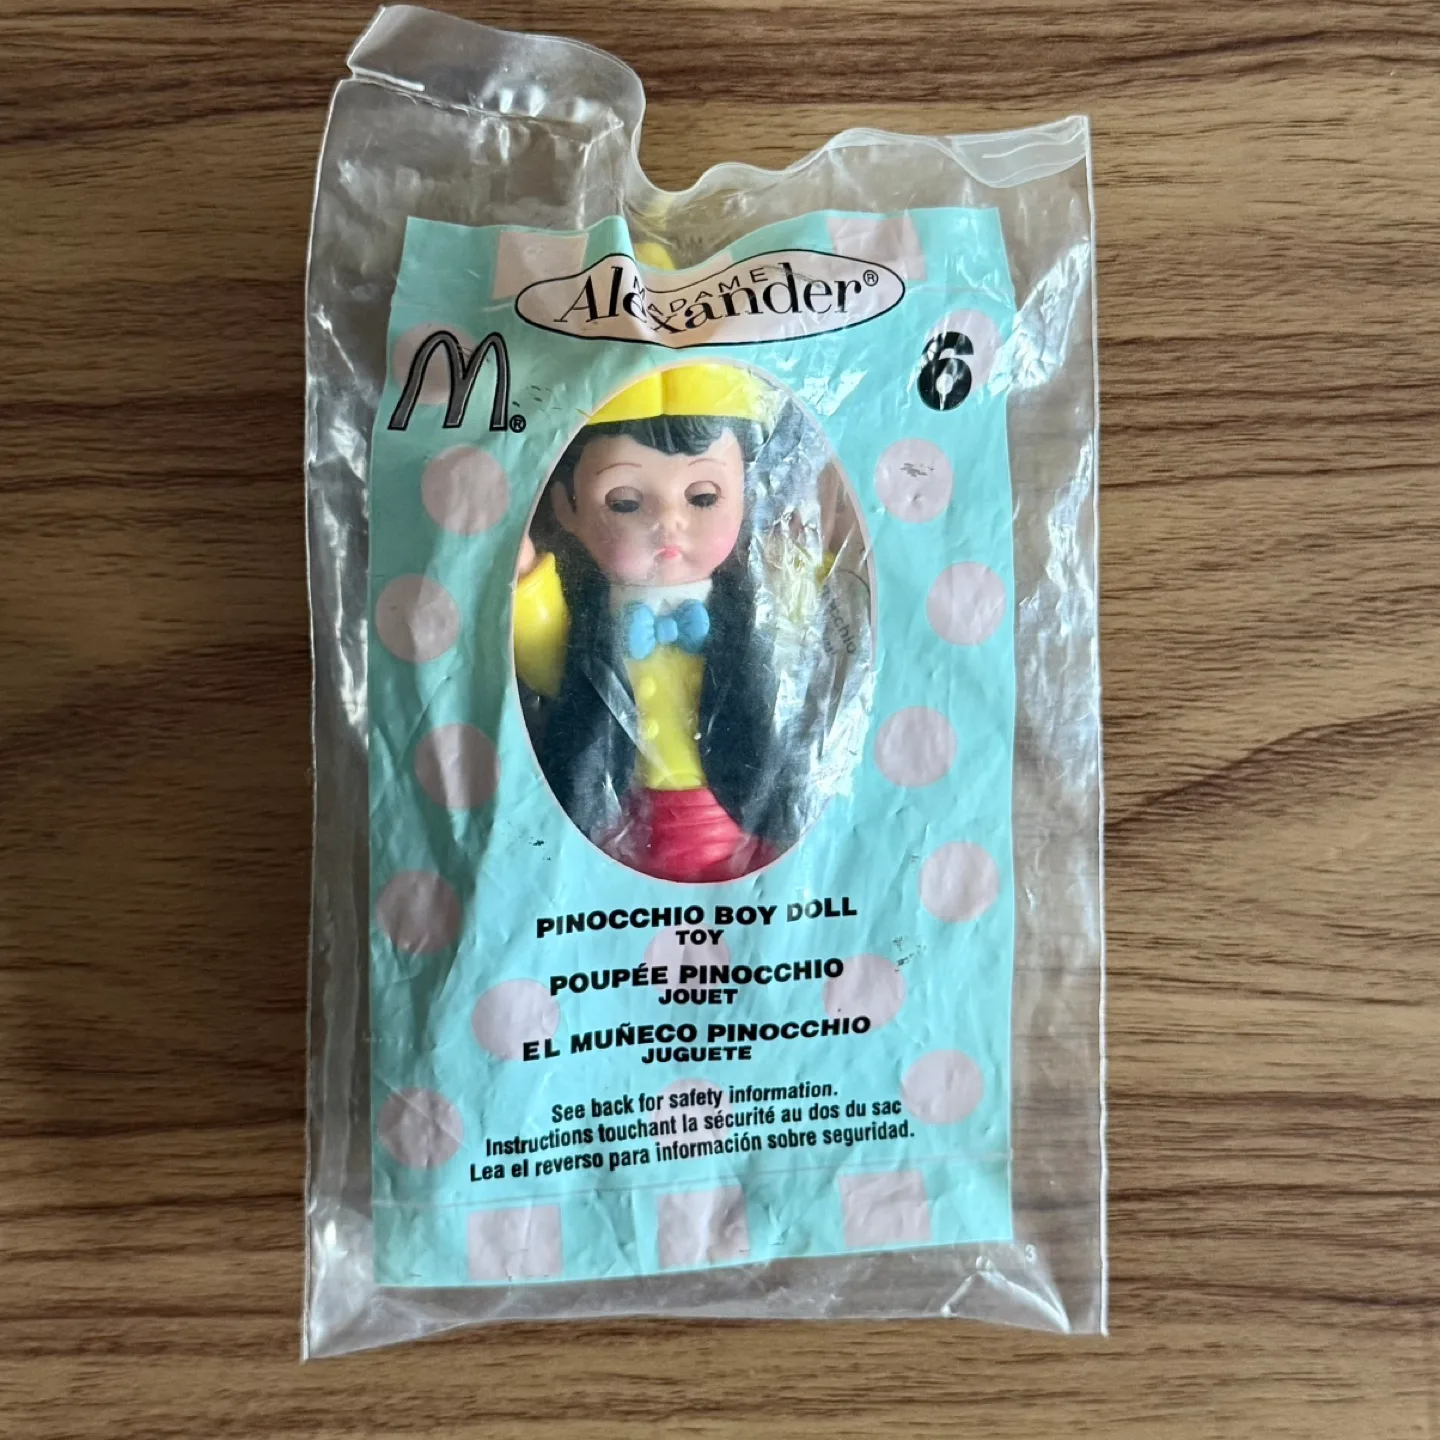 MADAME
Alexander®
M®
6
PINOCCHIO BOY DOLL
TOY
POUPÉE PINOCCHIO
JOUET
EL MUÑECO PINOCCHIO
JUGUETE
See back for safety information.
Instructions touchant la sécurité au dos du sac
Lea el reverso para información sobre seguridad.
3